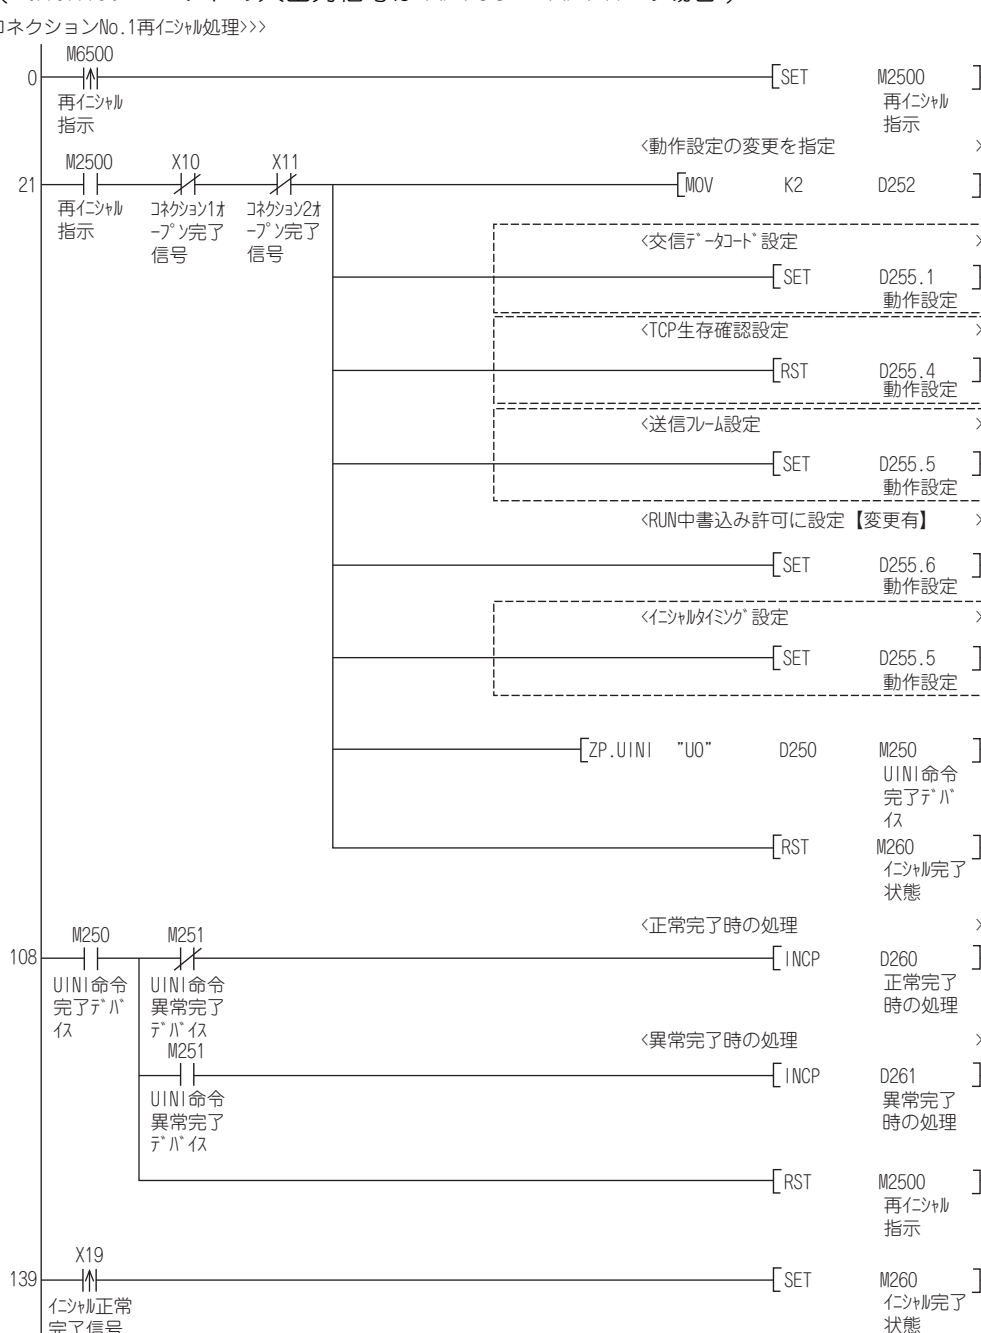 ネクションNo.1再イニシャル処理>>>
M6500
0
SET M2500
再イニシャル
指示
再イニシャル
指示
<動作設定の変更を指定 >
M2500 X10 X11
21
MOV K2 D252
再イニシャル
指示
コネクション1オ
ープン完了
信号
コネクション2オ
ープン完了
信号
<交信データコード設定 >
SET D255.1
動作設定
<TCP生存確認設定 >
RST D255.4
動作設定
<送信フレーム設定 >
SET D255.5
動作設定
<RUN中書込み許可に設定【変更有】 >
SET D255.6
動作設定
<イニシャルタイミング設定 >
SET D255.5
動作設定
ZP.UINI "U0" D250 M250
UINI命令
完了デバ
イス
RST M260
イニシャル完了
状態
<正常完了時の処理 >
M250 M251
108
INCP D260
正常完了
時の処理
UINI命令
完了デバ
イス
UINI命令
異常完了
デバイス
<異常完了時の処理 >
M251
INCP D261
異常完了
時の処理
UINI命令
異常完了
デバイス
RST M2500
再イニシャル
指示
X19
139
SET M260
イニシャル完了
状態
イニシャル正常
完了信号